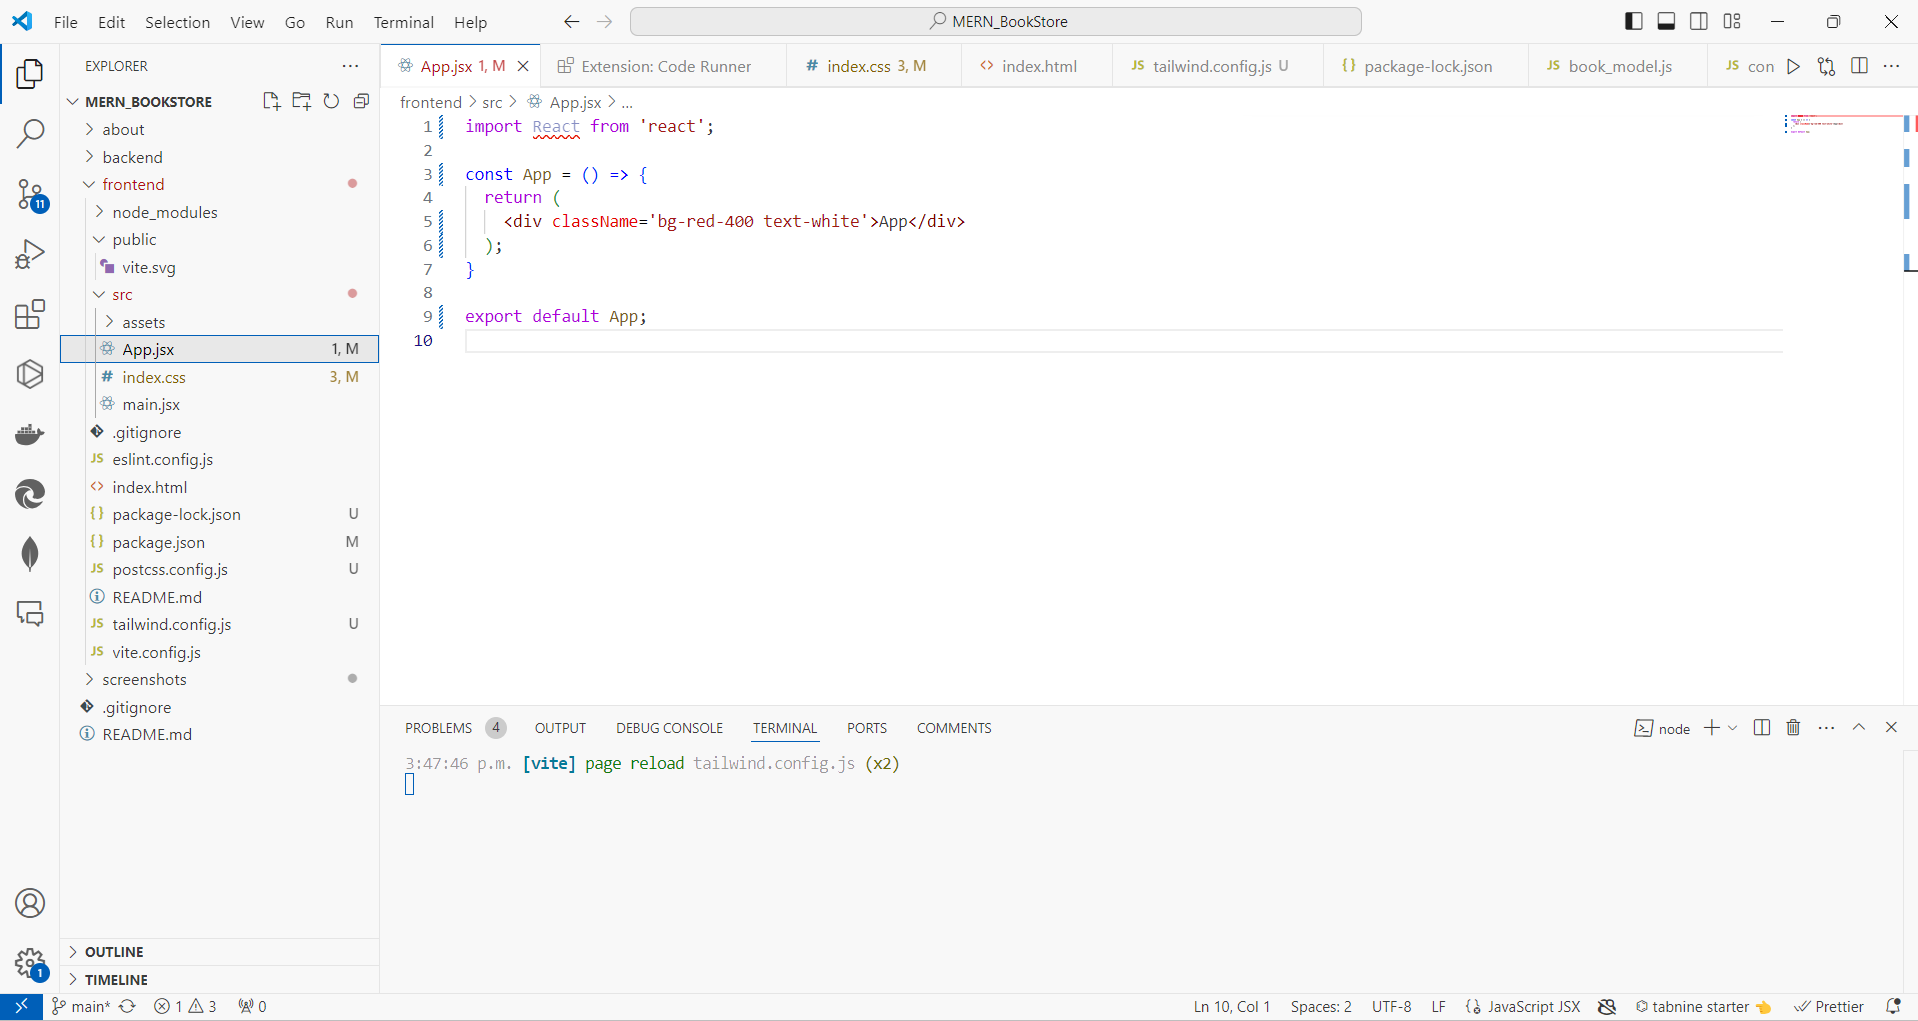 File Edit Selection View Go Run Terminal Help
MERN_BookStore
EXPLORER
MERN_BOOKSTORE
about
backend
frontend
node_modules
public
vite.svg
src
assets
App.jsx 1, M
index.css 3, M
main.jsx
.gitignore
eslint.config.js
index.html
package-lock.json U
package.json M
postcss.config.js U
README.md
tailwind.config.js U
vite.config.js
screenshots
.gitignore
README.md
OUTLINE
TIMELINE
11
1
App.jsx 1, M Extension: Code Runner index.css 3, M index.html tailwind.config.js U package-lock.json book_model.js con
frontend > src > App.jsx > ...
1 import React from 'react';
2
3 const App = () => {
4 return (
5 <div className='bg-red-400 text-white'>App</div>
6 );
7 }
8
9 export default App;
10
PROBLEMS 4 OUTPUT DEBUG CONSOLE TERMINAL PORTS COMMENTS
node
3:47:46 p.m. [vite] page reload tailwind.config.js (x2)
main* 1 3 0
Ln 10, Col 1 Spaces: 2 UTF-8 LF JavaScript JSX tabnine starter Prettier